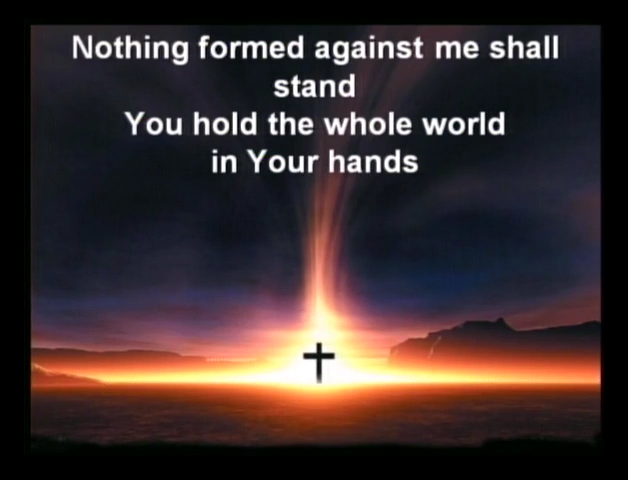 Nothing formed against me shall
stand
You hold the whole world
in Your hands